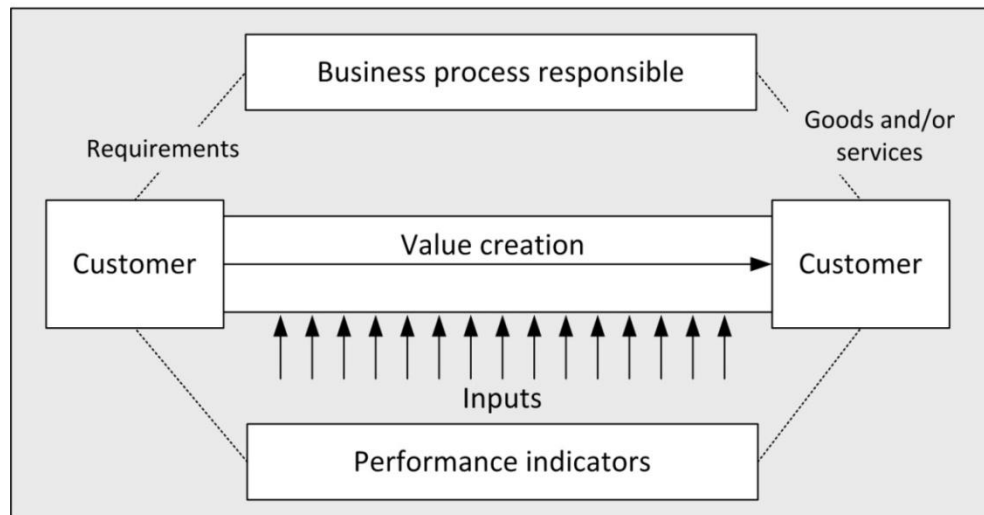 Business process responsible
Requirements
Goods and/or
services
Customer
Value creation
Customer
Inputs
Performance indicators